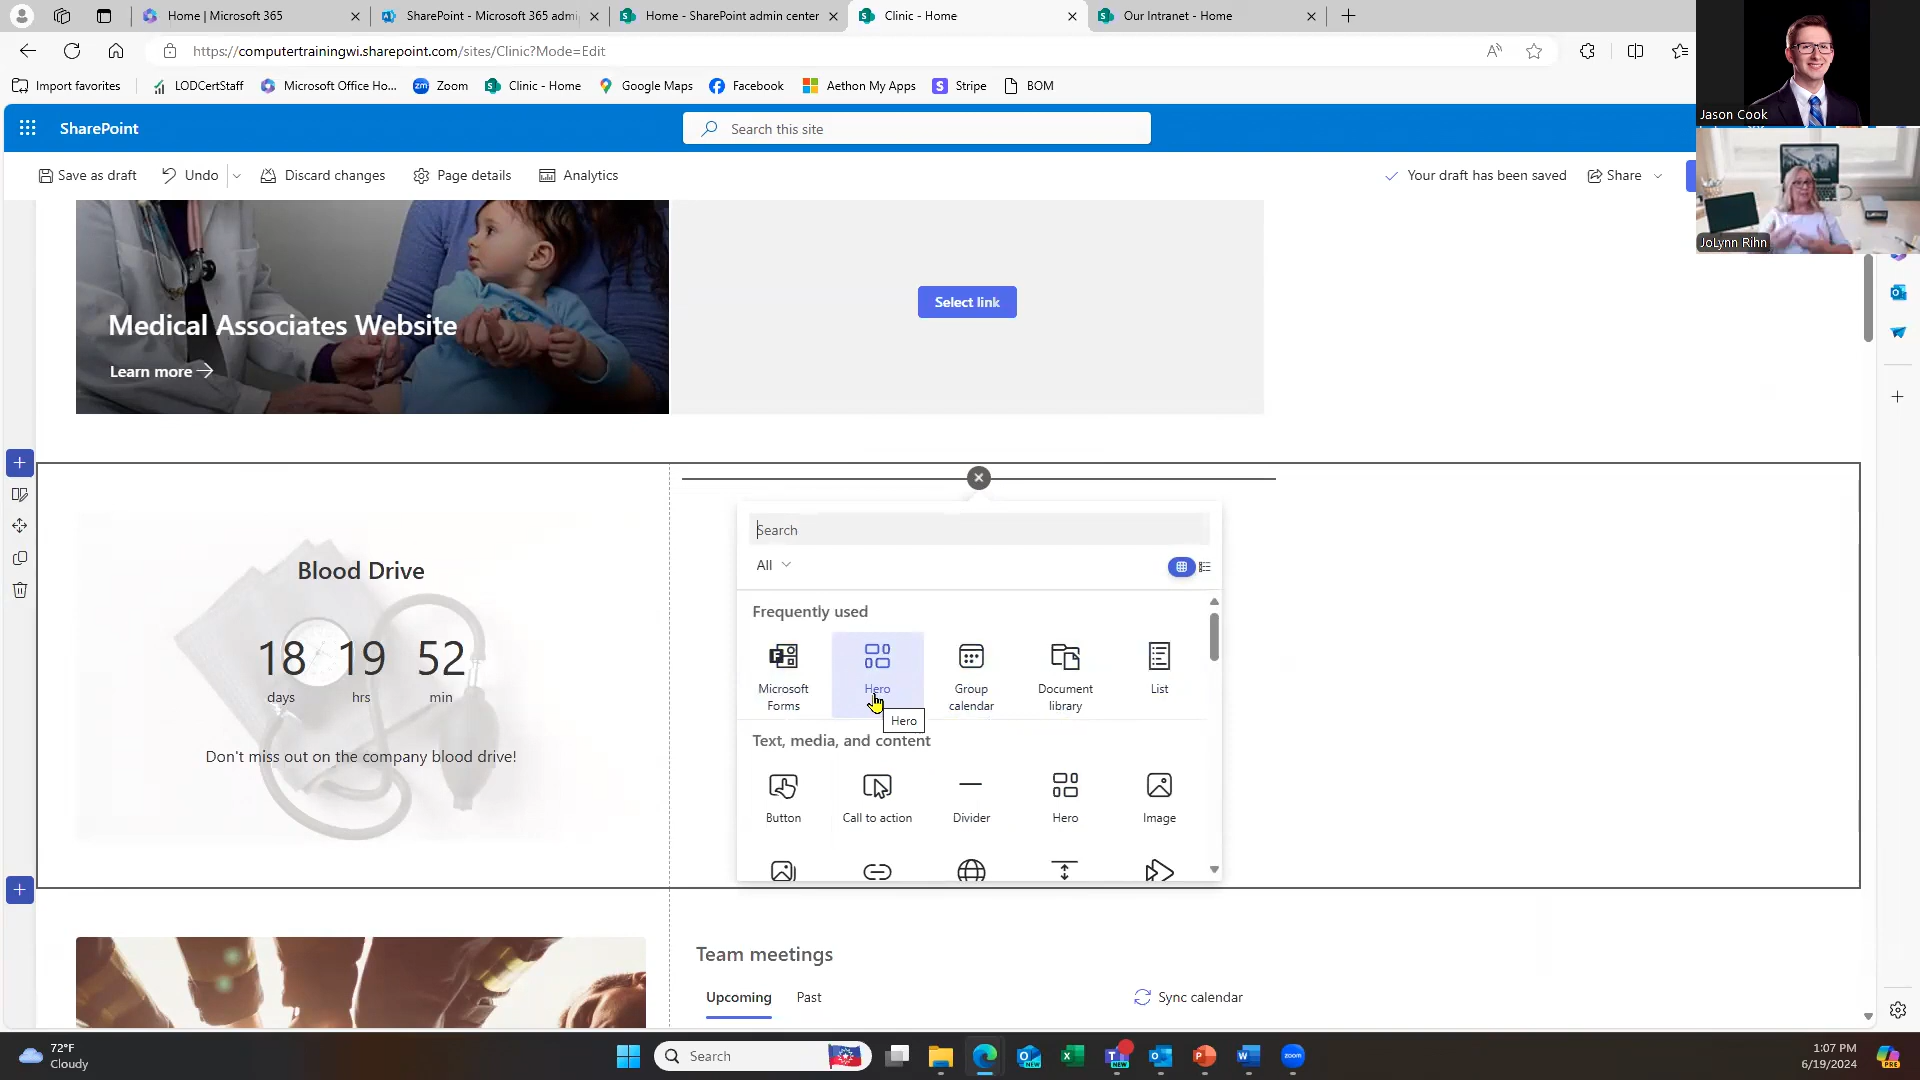 Home | Microsoft 365
SharePoint - Microsoft 365 admi
Home - SharePoint admin center
Clinic - Home
Our Intranet - Home
https://computertrainingwi.sharepoint.com/sites/Clinic?Mode=Edit
Import favorites
LODCertStaff
Microsoft Office Ho...
Zoom
Clinic - Home
Google Maps
Facebook
Aethon My Apps
Stripe
BOM
Jason Cook
SharePoint
Search this site
Save as draft
Undo
Discard changes
Page details
Analytics
Your draft has been saved
Share
JoLynn Rihn
Medical Associates Website
Learn more
Select link
Search
All
Frequently used
Microsoft Forms
Hero
Group calendar
Document library
List
Hero
Text, media, and content
Button
Call to action
Divider
Hero
Image
Blood Drive
18 19 52
days hrs min
Don't miss out on the company blood drive!
Team meetings
Upcoming
Past
Sync calendar
72°F
Cloudy
Search
NEW
NEW
zoom
1:07 PM
6/19/2024
PRE